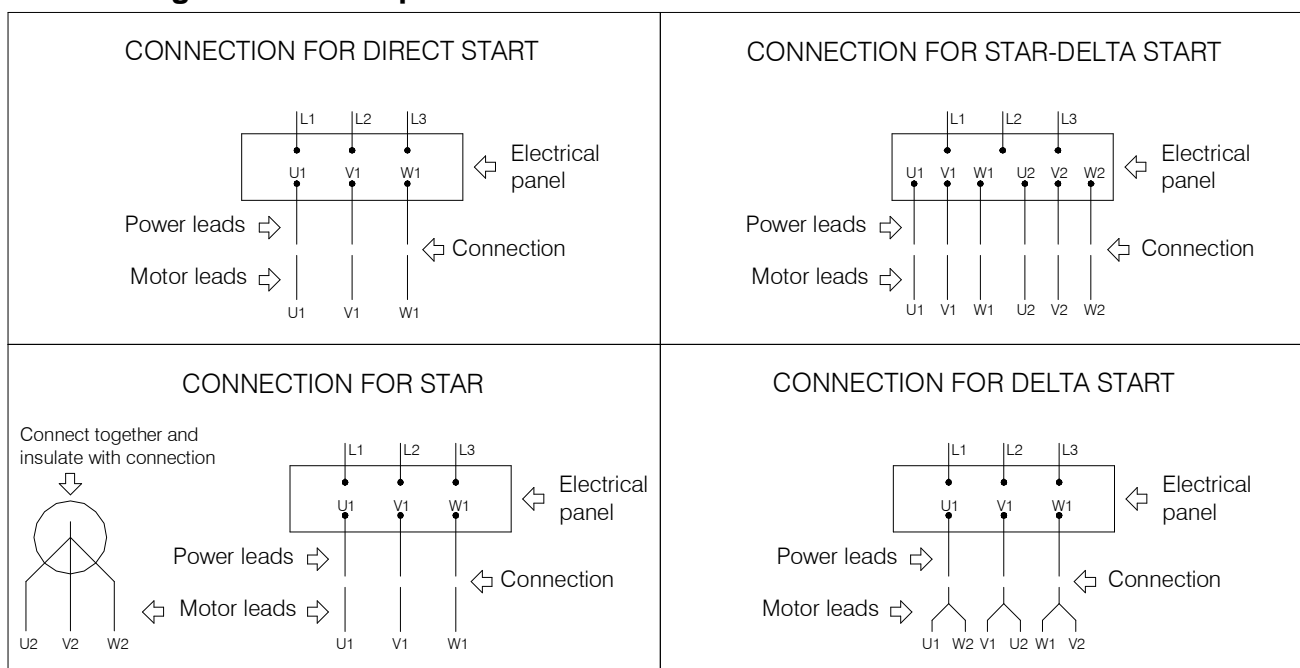 CONNECTION FOR DIRECT START
L1 L2 L3
U1 V1 W1
Electrical
panel
Power leads
Connection
Motor leads
U1 V1 W1
CONNECTION FOR STAR-DELTA START
L1 L2 L3
U1 V1 W1 U2 V2 W2
Electrical
panel
Power leads
Connection
Motor leads
U1 V1 W1 U2 V2 W2
CONNECTION FOR STAR
Connect together and
insulate with connection
L1 L2 L3
U1 V1 W1
Electrical
panel
Power leads
Connection
Motor leads
U2 V2 W2 U1 V1 W1
CONNECTION FOR DELTA START
L1 L2 L3
U1 V1 W1
Electrical
panel
Power leads
Connection
Motor leads
U1 W2 V1 U2 W1 V2